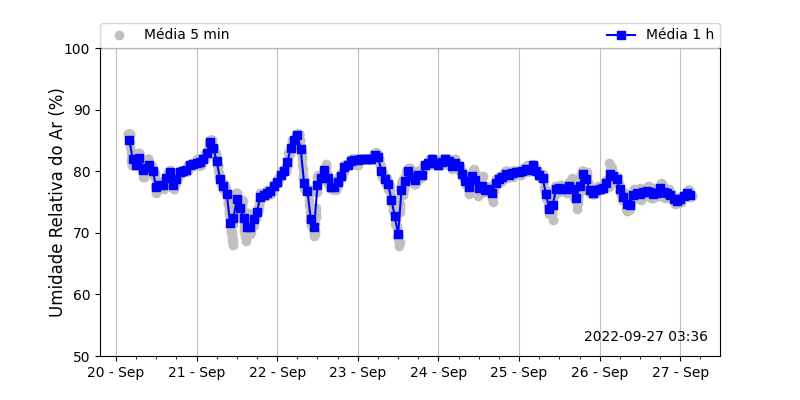 Média 5 min
Média 1 h
Umidade Relativa do Ar (%)
100
90
80
70
60
50
2022-09-27 03:36
20 - Sep
21 - Sep
22 - Sep
23 - Sep
24 - Sep
25 - Sep
26 - Sep
27 - Sep